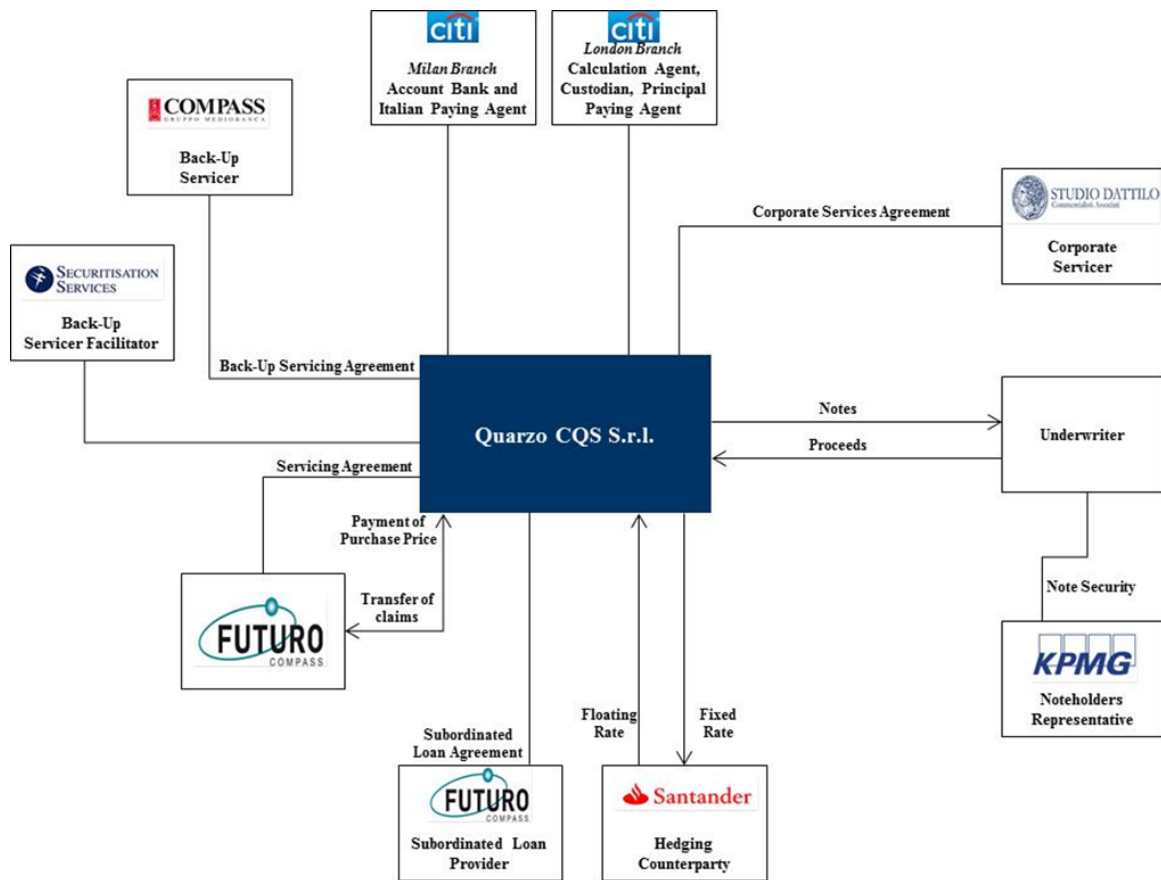 citi
Milan Branch
Account Bank and
Italian Paying Agent
citi
London Branch
Calculation Agent,
Custodian, Principal
Paying Agent
COMPASS
GRUPPO MEDIOBANCA
Back-Up
Servicer
STUDIO DATTILO
Commercialisti Associati
Corporate
Servicer
Corporate Services Agreement
SECURITISATION
SERVICES
Back-Up
Servicer Facilitator
Back-Up Servicing Agreement
Quarzo CQS S.r.l.
Notes
Proceeds
Underwriter
Servicing Agreement
Payment of
Purchase Price
Transfer of
claims
FUTURO
COMPASS
Note Security
KPMG
Noteholders
Representative
Subordinated
Loan Agreement
Floating
Rate
Fixed
Rate
FUTURO
COMPASS
Subordinated Loan
Provider
Santander
Hedging
Counterparty